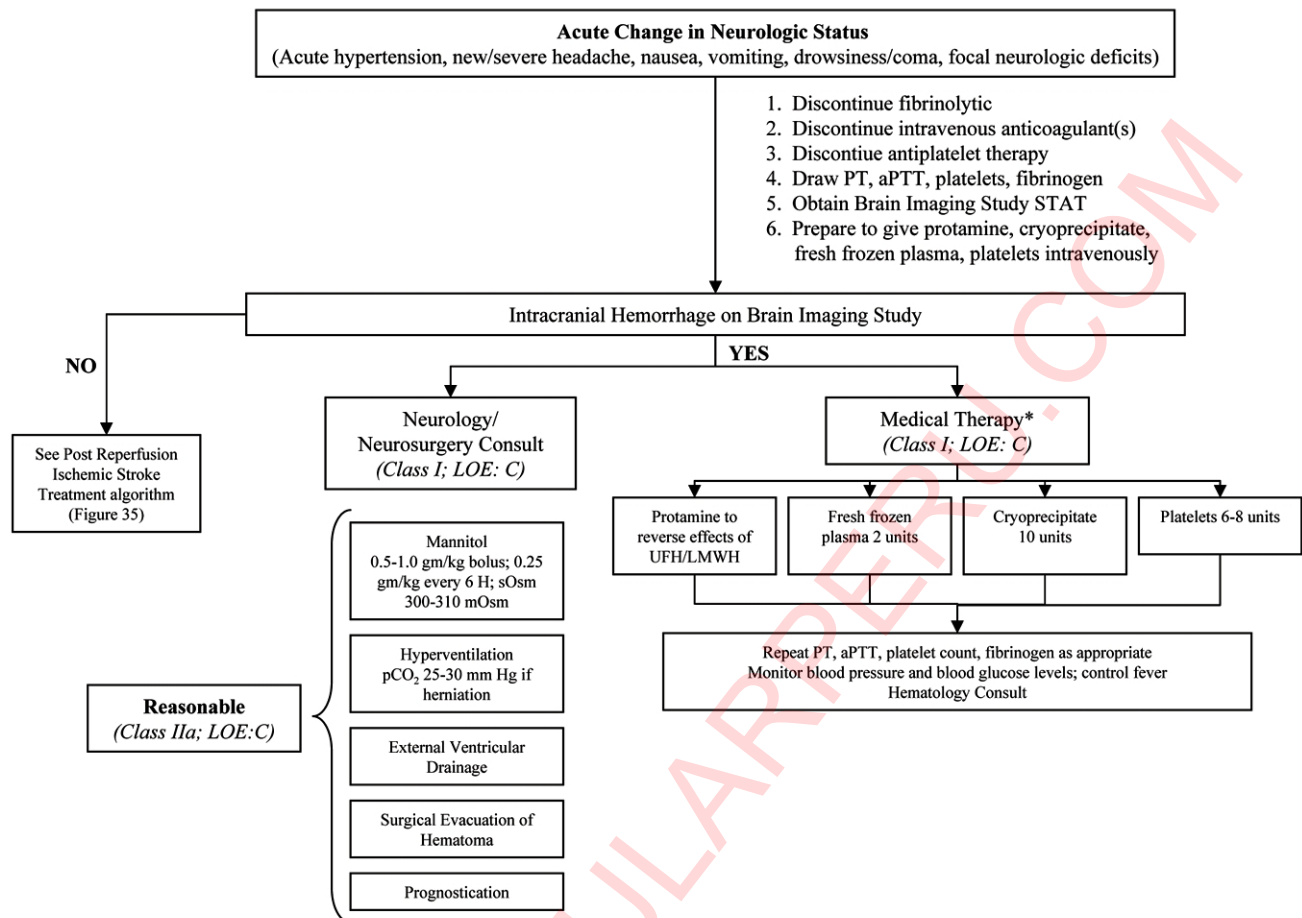 Acute Change in Neurologic Status
(Acute hypertension, new/severe headache, nausea, vomiting, drowsiness/coma, focal neurologic deficits)
1. Discontinue fibrinolytic
2. Discontinue intravenous anticoagulant(s)
3. Discontiue antiplatelet therapy
4. Draw PT, aPTT, platelets, fibrinogen
5. Obtain Brain Imaging Study STAT
6. Prepare to give protamine, cryoprecipitate,
fresh frozen plasma, platelets intravenously
Intracranial Hemorrhage on Brain Imaging Study
NO
YES
See Post Reperfusion
Ischemic Stroke
Treatment algorithm
(Figure 35)
Neurology/
Neurosurgery Consult
(Class I; LOE: C)
Medical Therapy*
(Class I; LOE: C)
Protamine to
reverse effects of
UFH/LMWH
Fresh frozen
plasma 2 units
Cryoprecipitate
10 units
Platelets 6-8 units
Repeat PT, aPTT, platelet count, fibrinogen as appropriate
Monitor blood pressure and blood glucose levels; control fever
Hematology Consult
Reasonable
(Class IIa; LOE:C)
Mannitol
0.5-1.0 gm/kg bolus; 0.25
gm/kg every 6 H; sOsm
300-310 mOsm
Hyperventilation
pCO₂ 25-30 mm Hg if
herniation
External Ventricular
Drainage
Surgical Evacuation of
Hematoma
Prognostication
ULARPERU.COM